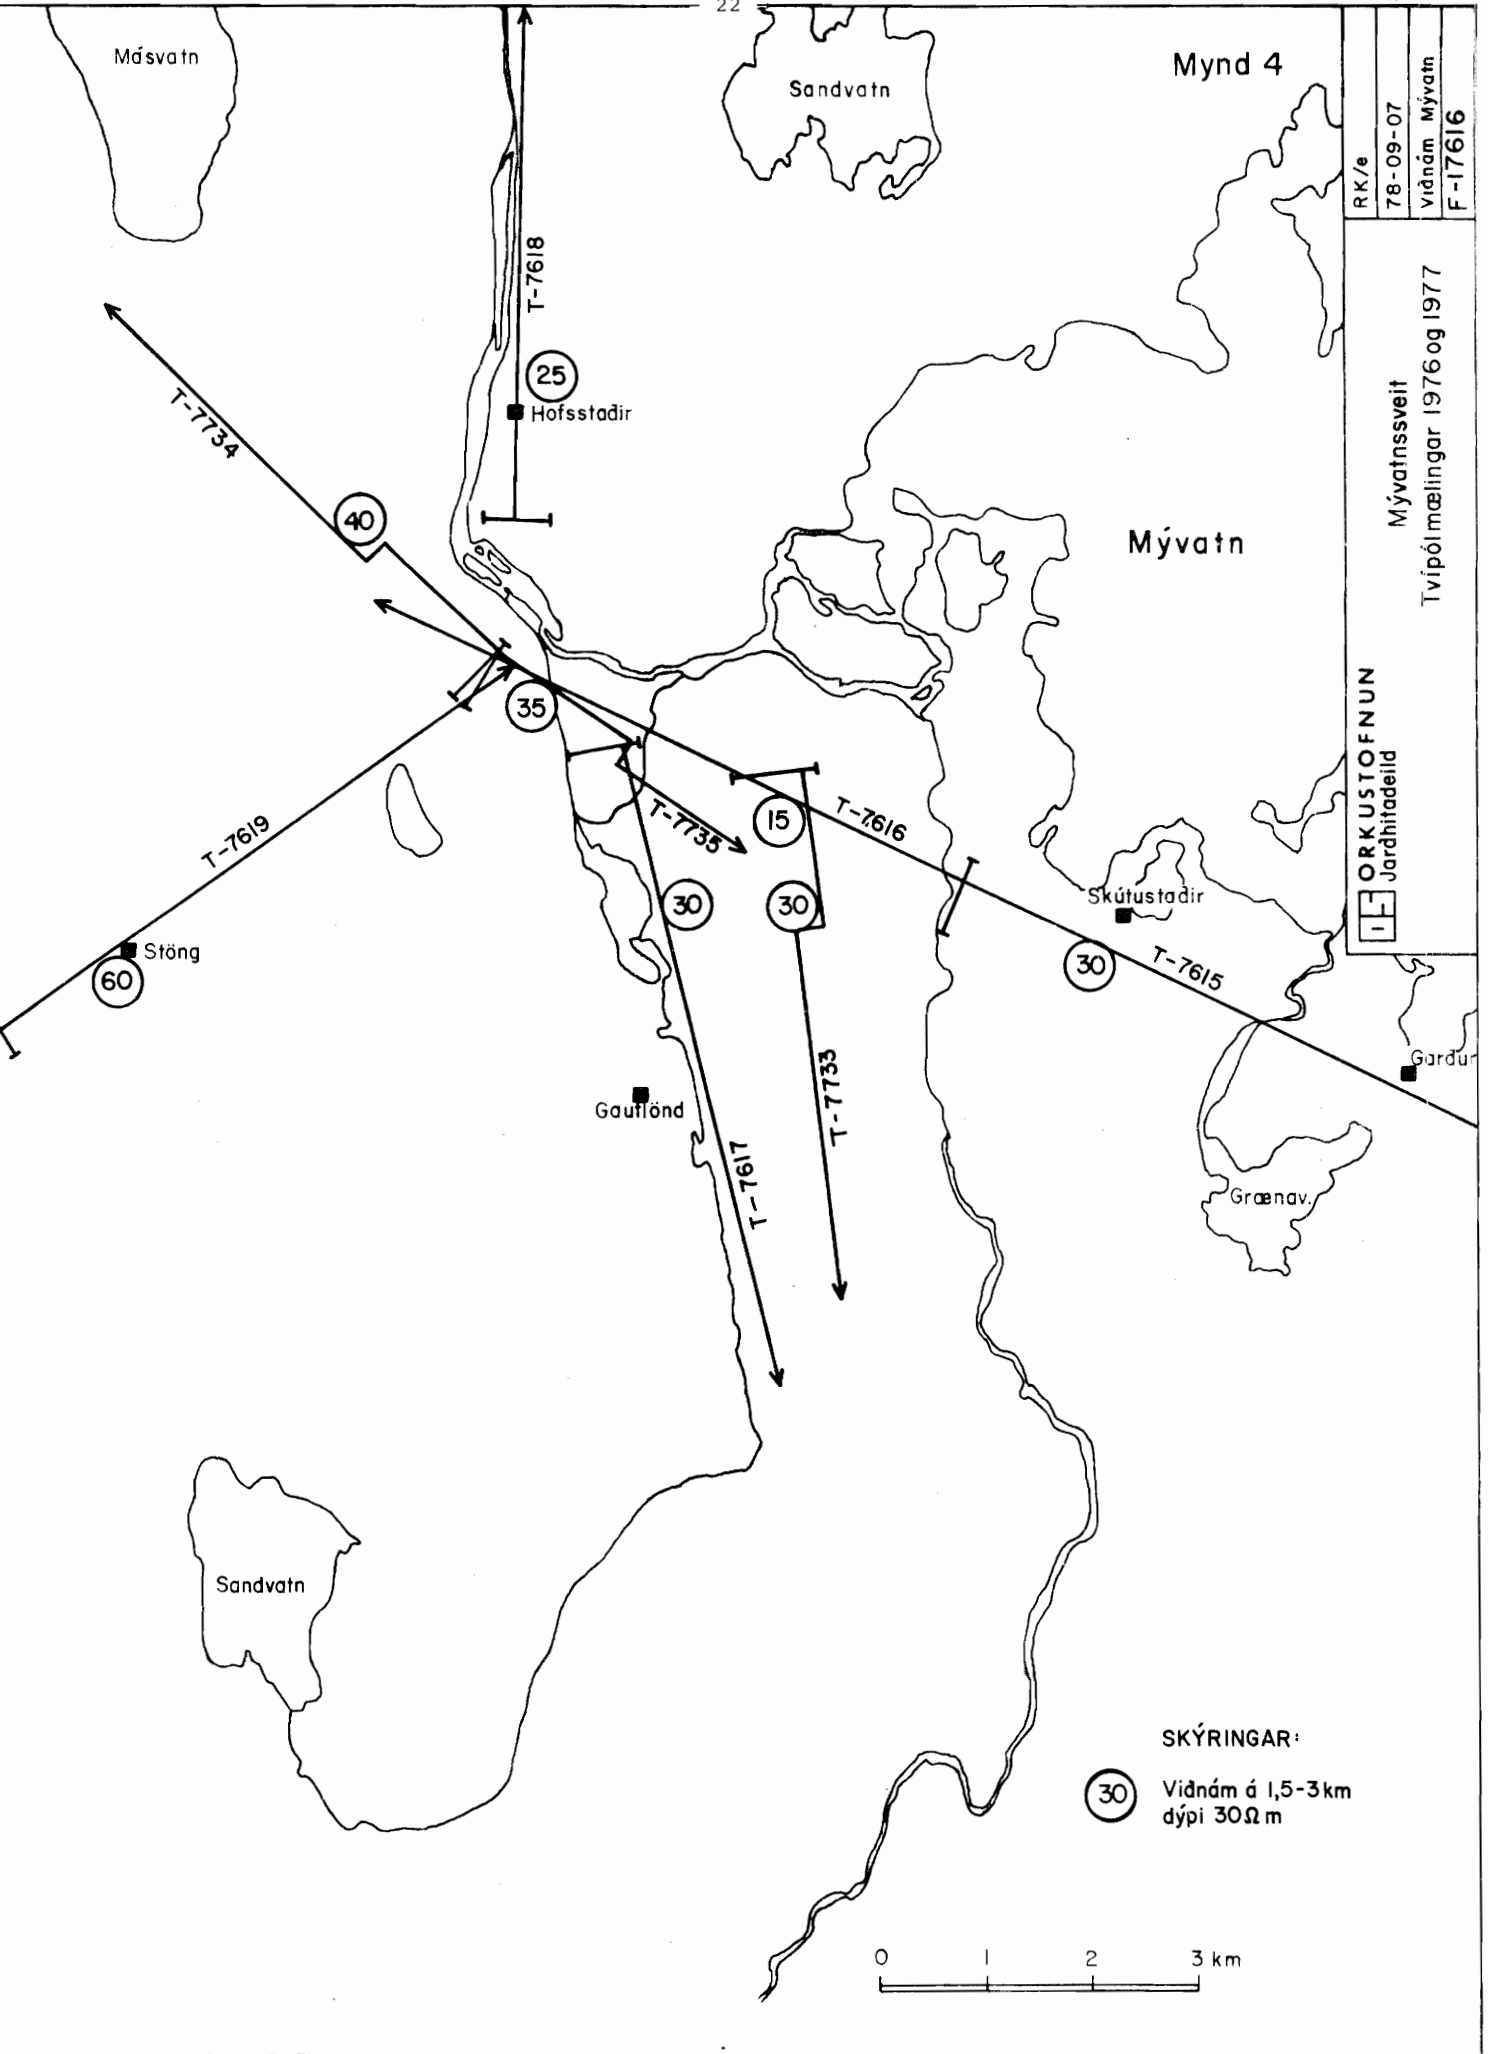 22
Másvatn
Sandvatn
Mynd 4
RK/e
78-09-07
Viðnám Mývatn
F-17616
Mývatnssveit
Tvípólmælingar 1976 og 1977
ORKUSTOFNUN
Jardhitadeild
T-7618
25
Hofsstaðir
T-7734
40
Mývatn
35
T-7619
T-7735
15
T-7616
30
30
Skútustaðir
Stöng
60
30
T-7615
Garður
T-7733
Gautlönd
T-7617
Grænav.
Sandvatn
SKÝRINGAR:
30
Viðnám á 1,5-3 km
dýpi 30 Ω m
0 1 2 3 km